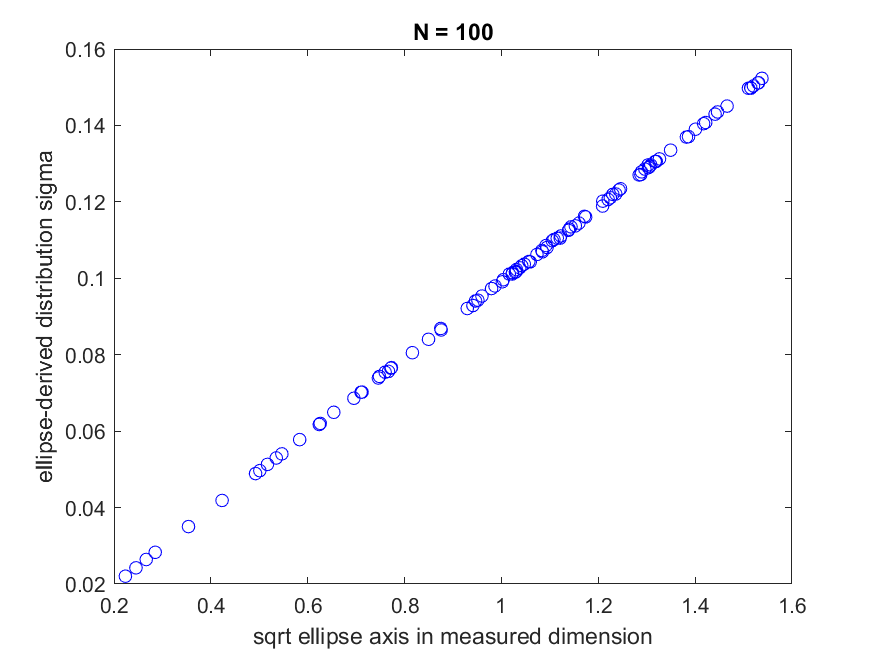 N = 100
0.16
0.14
0.12
0.1
0.08
0.06
0.04
0.02
ellipse-derived distribution sigma
0.2 0.4 0.6 0.8 1 1.2 1.4 1.6
sqrt ellipse axis in measured dimension